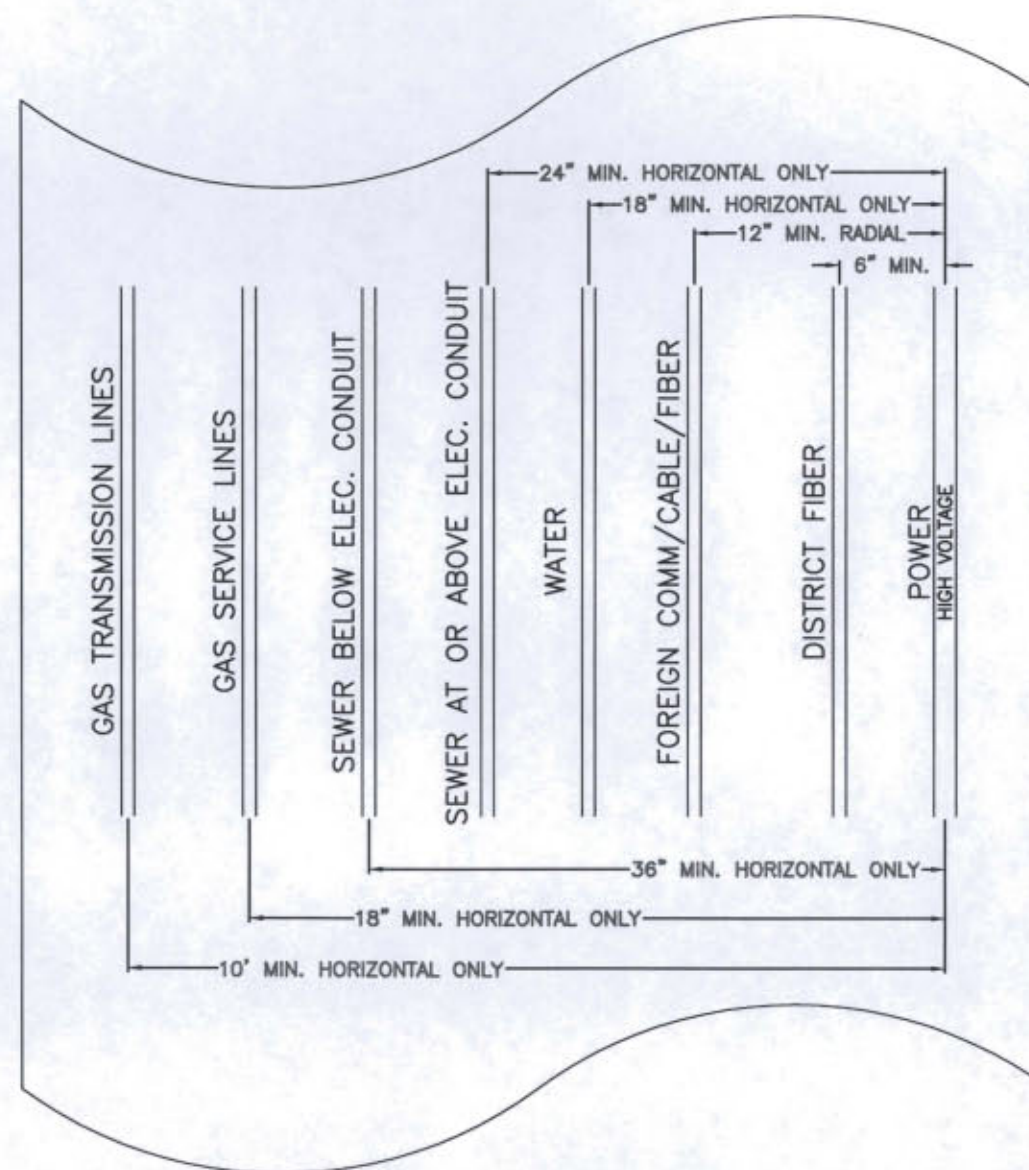 24" MIN. HORIZONTAL ONLY
18" MIN. HORIZONTAL ONLY
12" MIN. RADIAL
6" MIN.
GAS TRANSMISSION LINES
GAS SERVICE LINES
SEWER BELOW ELEC. CONDUIT
SEWER AT OR ABOVE ELEC. CONDUIT
WATER
FOREIGN COMM/CABLE/FIBER
DISTRICT FIBER
POWER
HIGH VOLTAGE
36" MIN. HORIZONTAL ONLY
18" MIN. HORIZONTAL ONLY
10' MIN. HORIZONTAL ONLY